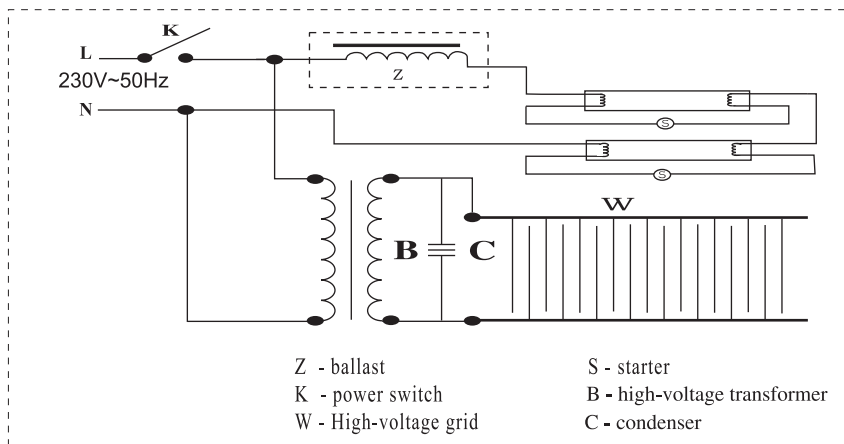 K
L
230V~50Hz
N
Z
S
S
W
B
C
Z - ballast
K - power switch
W - High-voltage grid
S - starter
B - high-voltage transformer
C - condenser